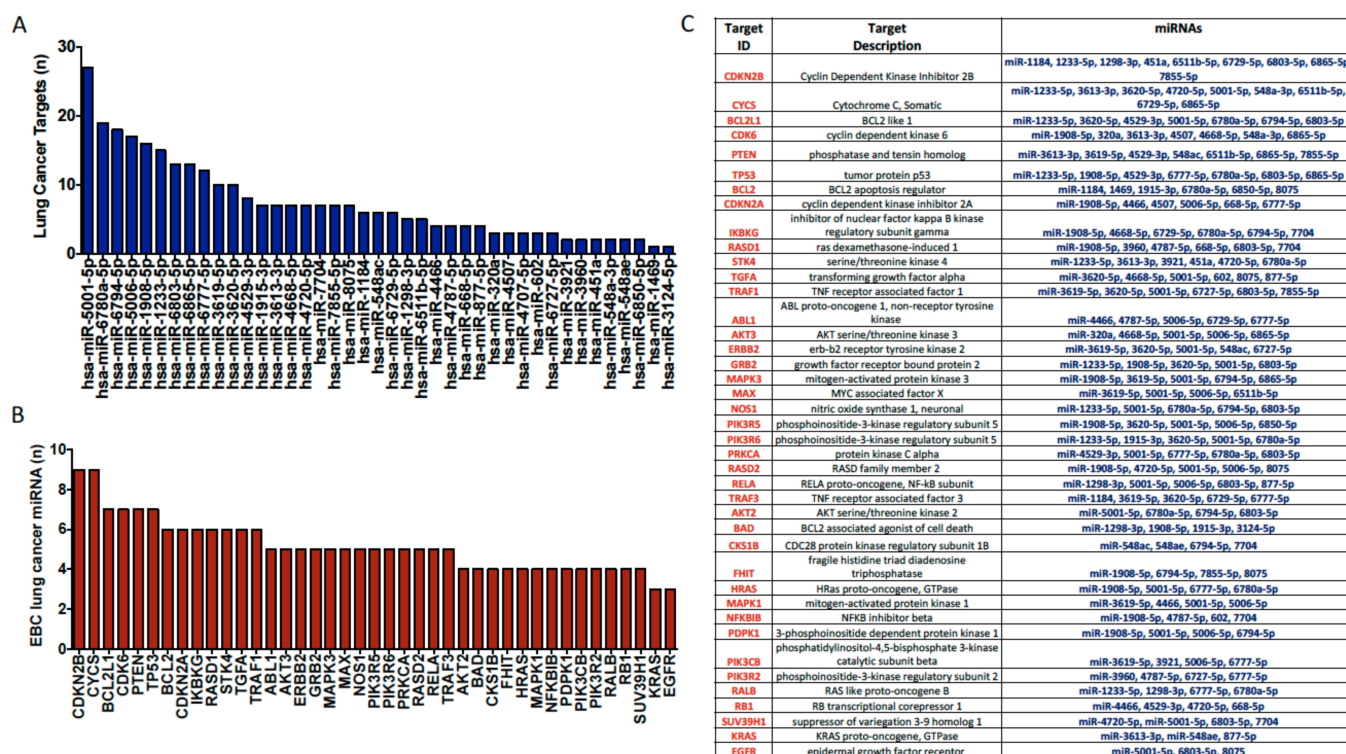 A
Lung Cancer Targets (n)
30
20
10
0
hsa-miR-5001-5p
hsa-miR-6780a-5p
hsa-miR-6794-5p
hsa-miR-5006-5p
hsa-miR-1908-5p
hsa-miR-1233-5p
hsa-miR-6803-5p
hsa-miR-6865-5p
hsa-miR-6777-5p
hsa-miR-3619-5p
hsa-miR-3620-5p
hsa-miR-4529-3p
hsa-miR-1915-3p
hsa-miR-3613-3p
hsa-miR-4668-5p
hsa-miR-4720-5p
hsa-miR-7704
hsa-miR-7855-5p
hsa-miR-8075
hsa-miR-1184
hsa-miR-548ac
hsa-miR-6729-5p
hsa-miR-1298-3p
hsa-miR-6511b-5p
hsa-miR-4466
hsa-miR-4787-5p
hsa-miR-668-5p
hsa-miR-877-5p
hsa-miR-320a
hsa-miR-4507
hsa-miR-4707-5p
hsa-miR-602
hsa-miR-6727-5p
hsa-miR-3921
hsa-miR-3960
hsa-miR-451a
hsa-miR-548a-3p
hsa-miR-548ae
hsa-miR-6850-5p
hsa-miR-1469
hsa-miR-3124-5p
B
EBC lung cancer miRNA (n)
10
8
6
4
2
0
CDKN2B
CYCS
BCL2L1
CDK6
PTEN
TP53
BCL2
CDKN2A
IKBKG
RASD1
STK4
TGFA
TRAF1
ABL1
AKT3
ERBB2
GRB2
MAPK3
MAX
NOS1
PIK3R5
PIK3R6
PRKCA
RASD2
RELA
TRAF3
AKT2
BAD
CKS1B
FHIT
HRAS
MAPK1
NFKBIB
PDPK1
PIK3CB
PIK3R2
RALB
RB1
SUV39H1
KRAS
EGFR
C
Target ID Target Description miRNAs
miR-1184, 1233-5p, 1298-3p, 451a, 6511b-5p, 6729-5p, 6803-5p, 6865-5p
CDKN2B Cyclin Dependent Kinase Inhibitor 2B 7855-5p
miR-1233-5p, 3613-3p, 3620-5p, 4720-5p, 5001-5p, 548a-3p, 6511b-5p,
CYCS Cytochrome C, Somatic 6729-5p, 6865-5p
BCL2L1 BCL2 like 1 miR-1233-5p, 3620-5p, 4529-3p, 5001-5p, 6780a-5p, 6794-5p, 6803-5p
CDK6 cyclin dependent kinase 6 miR-1908-5p, 320a, 3613-3p, 4507, 4668-5p, 548a-3p, 6865-5p
PTEN phosphatase and tensin homolog miR-3613-3p, 3619-5p, 4529-3p, 548ac, 6511b-5p, 6865-5p, 7855-5p
TP53 tumor protein p53 miR-1233-5p, 1908-5p, 4529-3p, 6777-5p, 6780a-5p, 6803-5p, 6865-5p
BCL2 BCL2 apoptosis regulator miR-1184, 1469, 1915-3p, 6780a-5p, 6850-5p, 8075
CDKN2A cyclin dependent kinase inhibitor 2A miR-1908-5p, 4466, 4507, 5006-5p, 668-5p, 6777-5p
inhibitor of nuclear factor kappa B kinase
IKBKG regulatory subunit gamma miR-1908-5p, 4668-5p, 6729-5p, 6780a-5p, 6794-5p, 7704
RASD1 ras dexamethasone-induced 1 miR-1908-5p, 3960, 4787-5p, 668-5p, 6803-5p, 7704
STK4 serine/threonine kinase 4 miR-1233-5p, 3613-3p, 3921, 451a, 4720-5p, 6780a-5p
TGFA transforming growth factor alpha miR-3620-5p, 4668-5p, 5001-5p, 602, 8075, 877-5p
TRAF1 TNF receptor associated factor 1 miR-3619-5p, 3620-5p, 5001-5p, 6727-5p, 6803-5p, 7855-5p
ABL proto-oncogene 1, non-receptor tyrosine
ABL1 kinase miR-4466, 4787-5p, 5006-5p, 6729-5p, 6777-5p
AKT3 AKT serine/threonine kinase 3 miR-320a, 4668-5p, 5001-5p, 5006-5p, 6865-5p
ERBB2 erb-b2 receptor tyrosine kinase 2 miR-3619-5p, 3620-5p, 5001-5p, 548ac, 6727-5p
GRB2 growth factor receptor bound protein 2 miR-1233-5p, 1908-5p, 3620-5p, 5001-5p, 6803-5p
MAPK3 mitogen-activated protein kinase 3 miR-1908-5p, 3619-5p, 5001-5p, 6794-5p, 6865-5p
MAX MYC associated factor X miR-3619-5p, 5001-5p, 5006-5p, 6511b-5p
NOS1 nitric oxide synthase 1, neuronal miR-1233-5p, 5001-5p, 6780a-5p, 6794-5p, 6803-5p
PIK3R5 phosphoinositide-3-kinase regulatory subunit 5 miR-1908-5p, 3620-5p, 5001-5p, 5006-5p, 6850-5p
PIK3R6 phosphoinositide-3-kinase regulatory subunit 5 miR-1233-5p, 1915-3p, 3620-5p, 5001-5p, 6780a-5p
PRKCA protein kinase C alpha miR-4529-3p, 5001-5p, 6777-5p, 6780a-5p, 6803-5p
RASD2 RASD family member 2 miR-1908-5p, 4720-5p, 5001-5p, 5006-5p, 8075
RELA RELA proto-oncogene, NF-kB subunit miR-1298-3p, 5001-5p, 5006-5p, 6803-5p, 877-5p
TRAF3 TNF receptor associated factor 3 miR-1184, 3619-5p, 3620-5p, 6729-5p, 6777-5p
AKT2 AKT serine/threonine kinase 2 miR-5001-5p, 6780a-5p, 6794-5p, 6803-5p
BAD BCL2 associated agonist of cell death miR-1298-3p, 1908-5p, 1915-3p, 3124-5p
CKS1B CDC28 protein kinase regulatory subunit 1B miR-548ac, 548ae, 6794-5p, 7704
fragile histidine triad diadenosine
FHIT triphosphatase miR-1908-5p, 6794-5p, 7855-5p, 8075
HRAS HRas proto-oncogene, GTPase miR-1908-5p, 5001-5p, 6777-5p, 6780a-5p
MAPK1 mitogen-activated protein kinase 1 miR-3619-5p, 4466, 5001-5p, 5006-5p
NFKBIB NFKB inhibitor beta miR-1908-5p, 4787-5p, 602, 7704
PDPK1 3-phosphoinositide dependent protein kinase 1 miR-1908-5p, 5001-5p, 5006-5p, 6794-5p
phosphatidylinositol-4,5-bisphosphate 3-kinase
PIK3CB catalytic subunit beta miR-3619-5p, 3921, 5006-5p, 6777-5p
PIK3R2 phosphoinositide-3-kinase regulatory subunit 2 miR-3960, 4787-5p, 6727-5p, 6777-5p
RALB RAS like proto-oncogene B miR-1233-5p, 1298-3p, 6777-5p, 6780a-5p
RB1 RB transcriptional corepressor 1 miR-4466, 4529-3p, 4720-5p, 668-5p
SUV39H1 suppressor of variegation 3-9 homolog 1 miR-4720-5p, miR-5001-5p, 6803-5p, 7704
KRAS KRAS proto-oncogene, GTPase miR-3613-3p, miR-548ae, 877-5p
EGFR epidermal growth factor receptor miR-5001-5p, 6803-5p, 8075